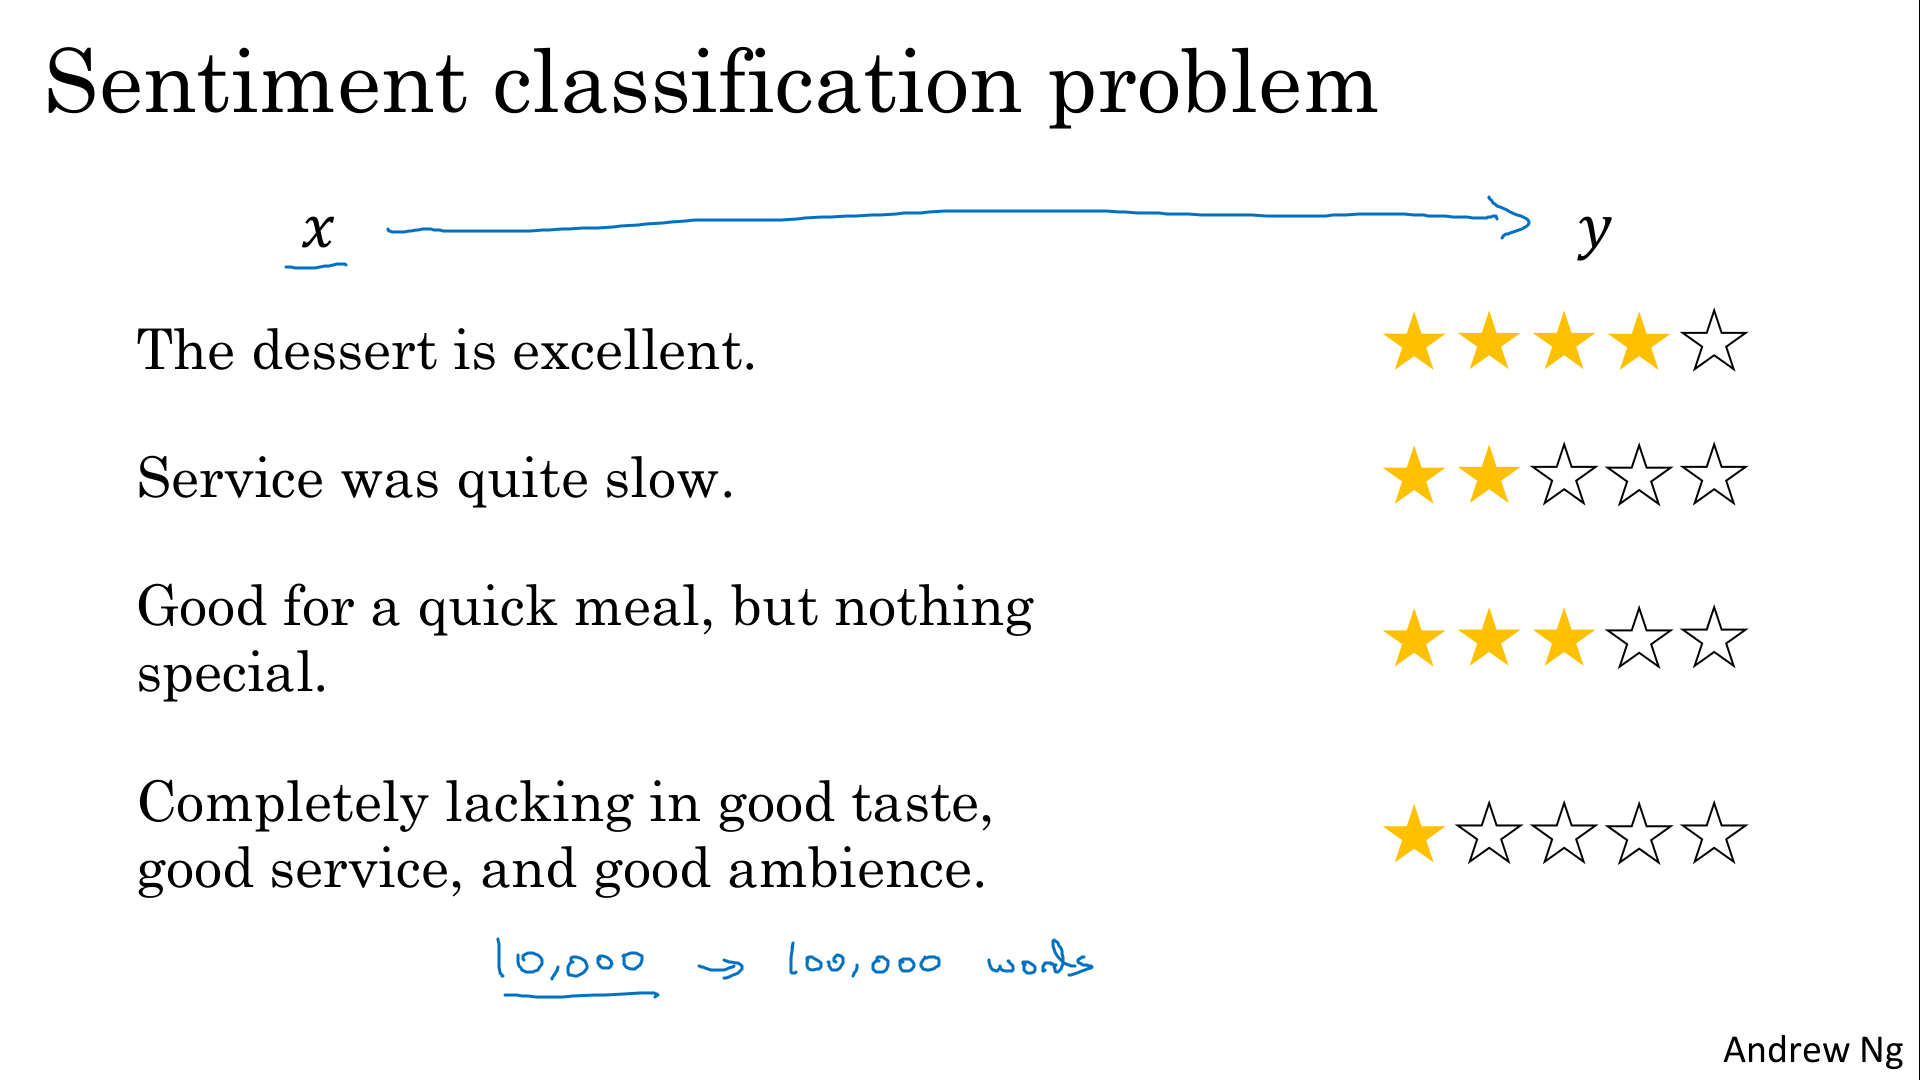 Sentiment classification problem
x → y
The dessert is excellent. ★★★★☆
Service was quite slow. ★★☆☆☆
Good for a quick meal, but nothing ★★★☆☆
special.
Completely lacking in good taste, ★☆☆☆☆
good service, and good ambience.
10,000 → 100,000 words
Andrew Ng